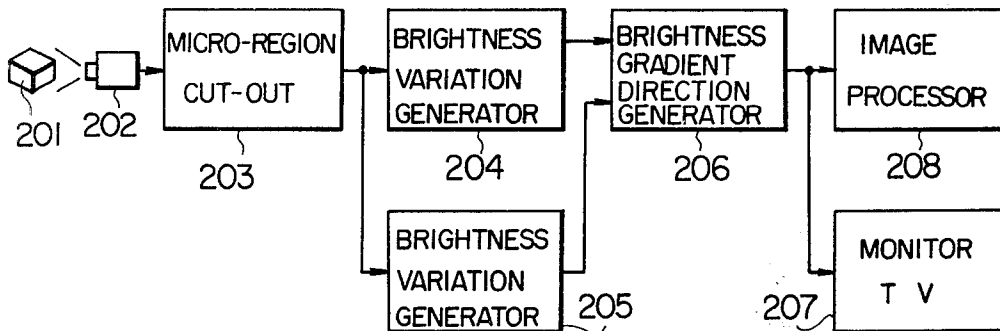 MICRO-REGION
CUT-OUT
BRIGHTNESS
VARIATION
GENERATOR
BRIGHTNESS
GRADIENT
DIRECTION
GENERATOR
IMAGE
PROCESSOR
201
202
203
204
206
208
BRIGHTNESS
VARIATION
GENERATOR
MONITOR
T V
205
207